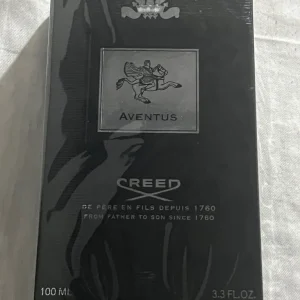 AVENTUS
CREED
DE PERE EN FILS DEPUIS 1760
FROM FATHER TO SON SINCE 1760
100 ML
3.3 FL.OZ.